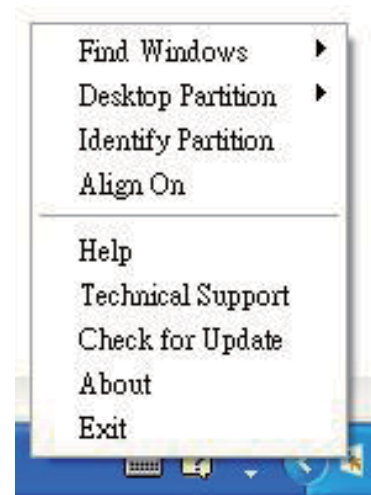 Find Windows
Desktop Partition
Identify Partition
Align On
Help
Technical Support
Check for Update
About
Exit